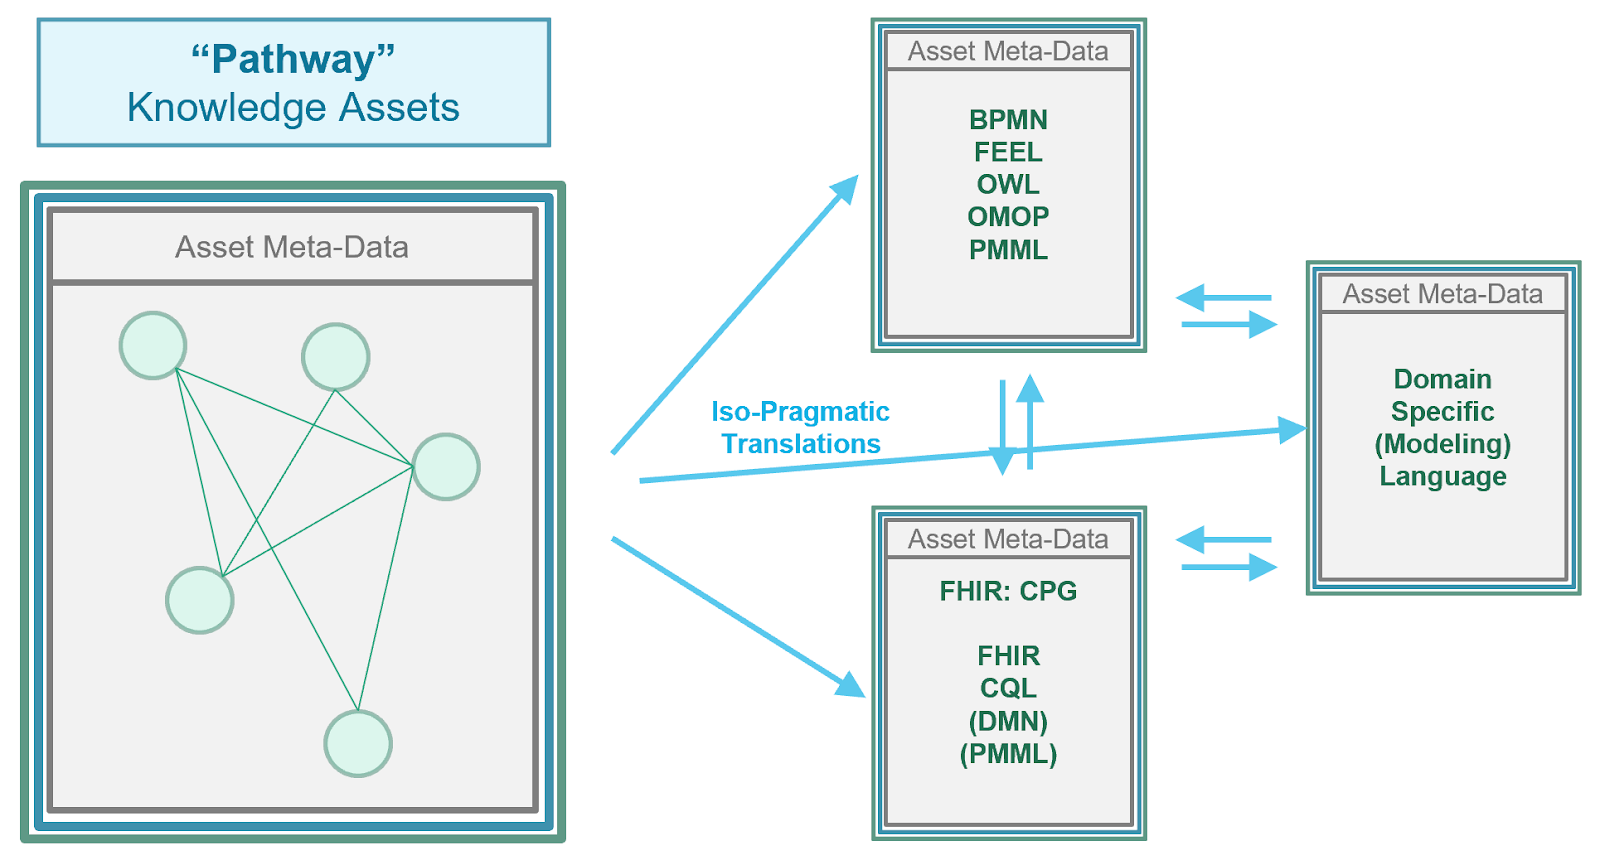 “Pathway”
Knowledge Assets
Asset Meta-Data
Asset Meta-Data
BPMN
FEEL
OWL
OMOP
PMML
Iso-Pragmatic
Translations
Asset Meta-Data
Domain
Specific
(Modeling)
Language
Asset Meta-Data
FHIR: CPG
FHIR
CQL
(DMN)
(PMML)